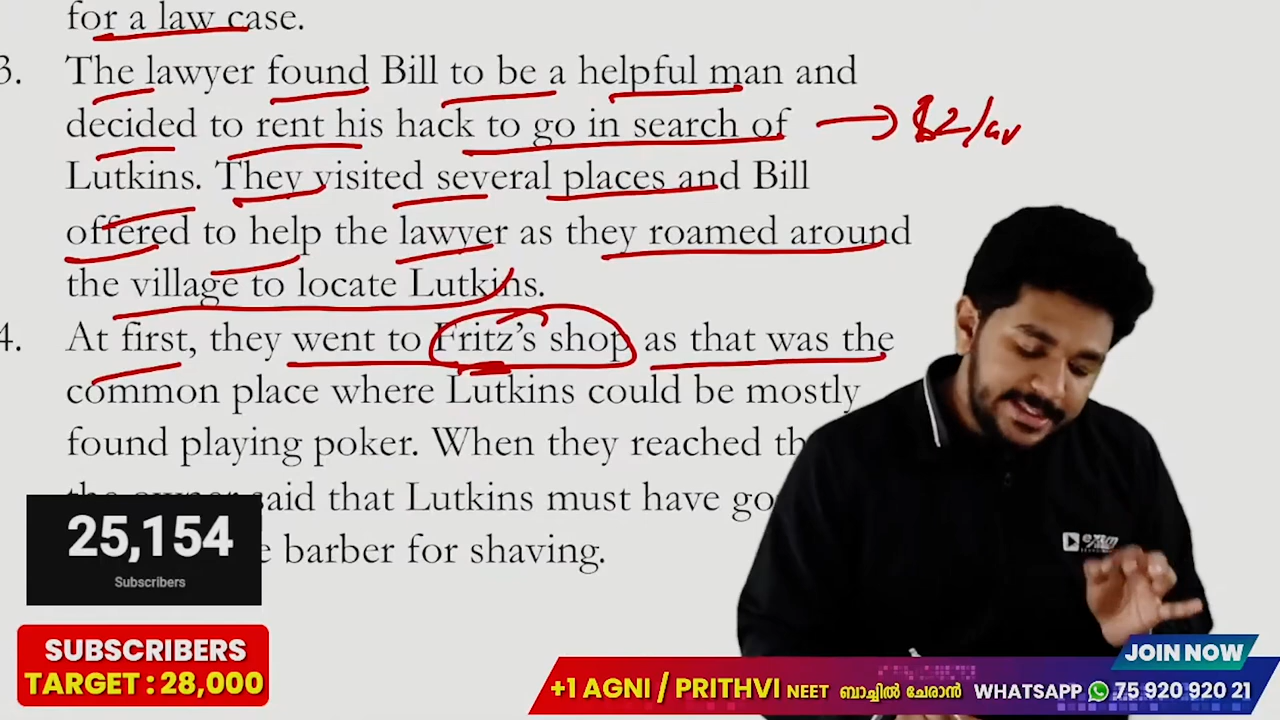 for a law case.
3. The lawyer found Bill to be a helpful man and
decided to rent his hack to go in search of
Lutkins. They visited several places and Bill
offered to help the lawyer as they roamed around
the village to locate Lutkins.
4. At first, they went to Fritz's shop as that was the
common place where Lutkins could be mostly
found playing poker. When they reached
said that Lutkins must have
barber for shaving.
25,154
Subscribers
SUBSCRIBERS
TARGET : 28,000
JOIN NOW
+1 AGNI / PRITHVI NEET ബാച്ചിൽ ചേരാൻ WHATSAPP 75 920 920 21